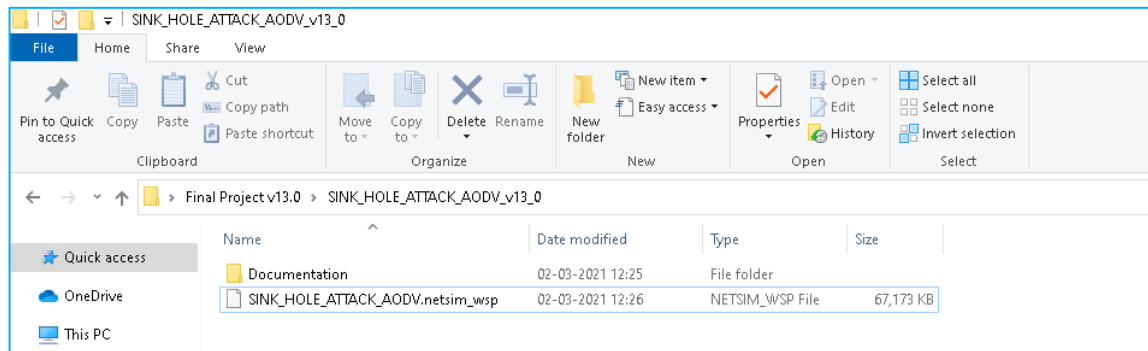 SINK_HOLE_ATTACK_AODV_v13_0
File Home Share View
Pin to Quick access
Copy
Paste
Cut
Copy path
Paste shortcut
Clipboard
Move to
Copy to
Delete
Rename
Organize
New folder
New item
Easy access
New
Properties
Open
Edit
History
Open
Select all
Select none
Invert selection
Select
Final Project v13.0 > SINK_HOLE_ATTACK_AODV_v13_0
Quick access
OneDrive
This PC
Name Date modified Type Size
Documentation 02-03-2021 12:25 File folder
SINK_HOLE_ATTACK_AODV.netsim_wsp 02-03-2021 12:26 NETSIM_WSP File 67,173 KB